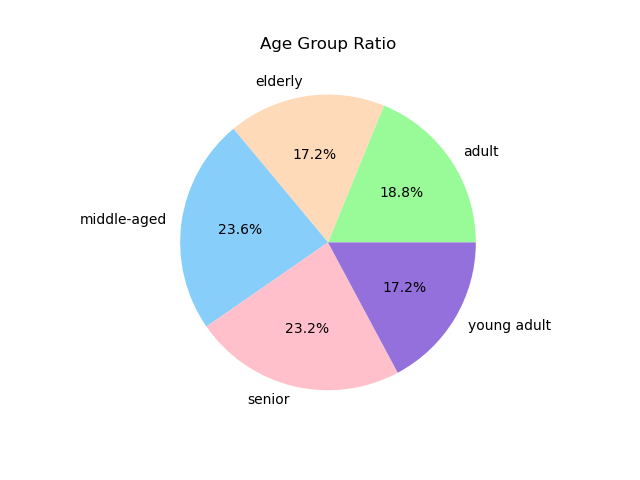 Age Group Ratio
elderly
adult
17.2%
18.8%
middle-aged
23.6%
17.2%
young adult
23.2%
senior